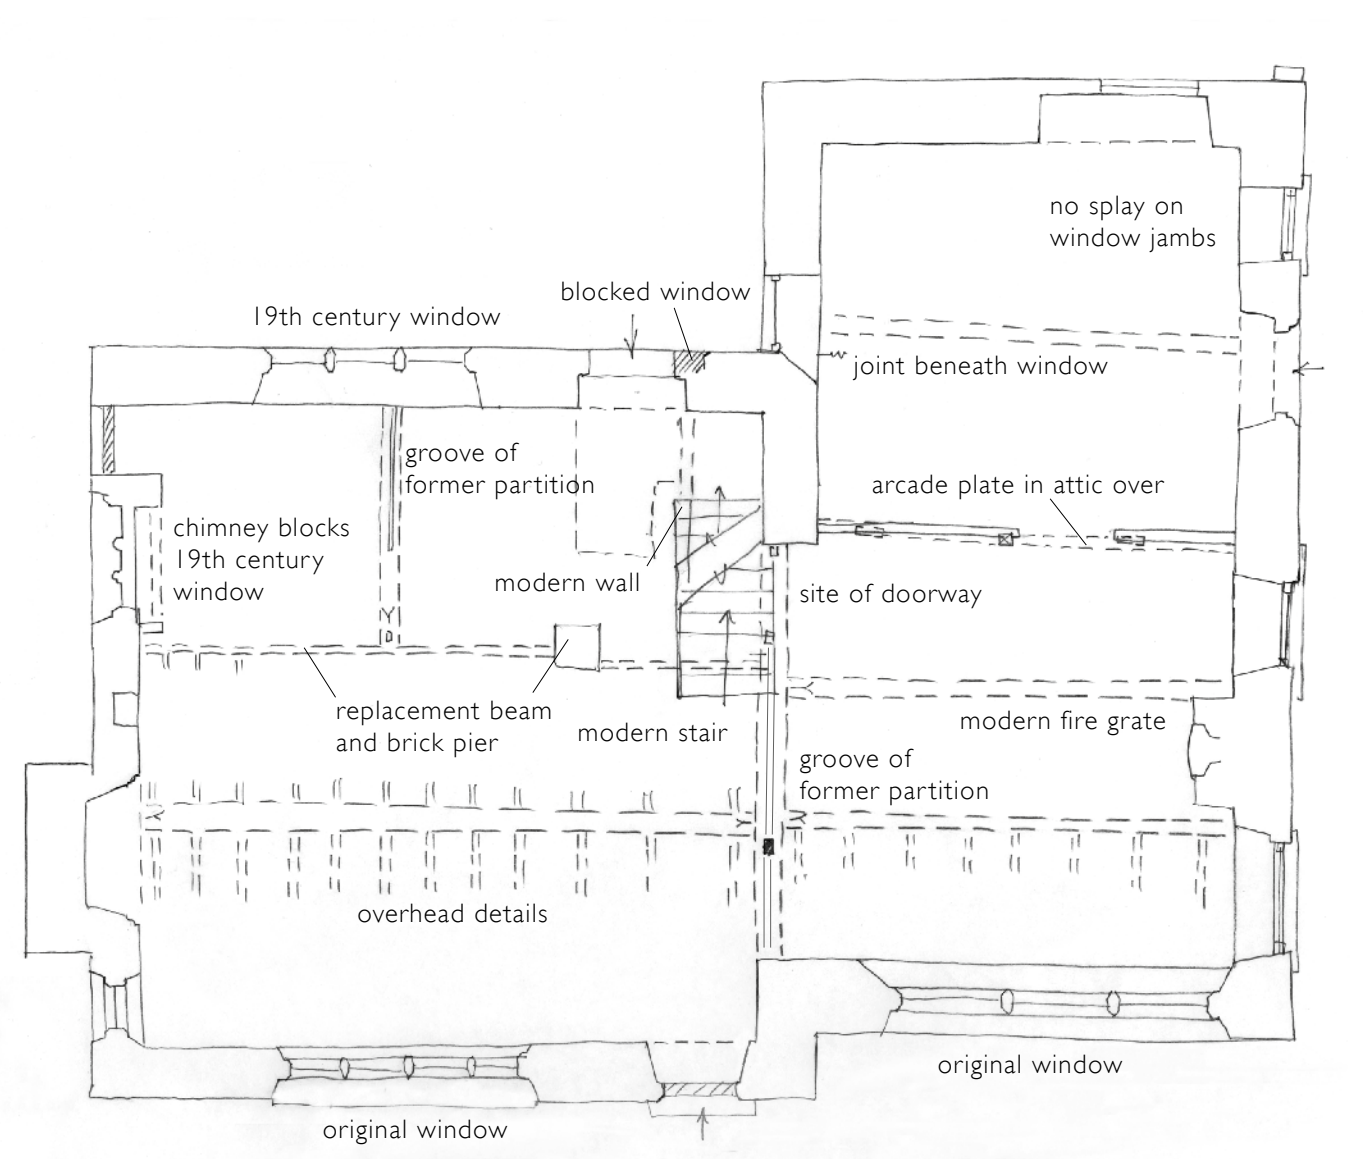 no splay on
window jambs
blocked window
19th century window
joint beneath window
groove of
former partition
arcade plate in attic over
chimney blocks
19th century
window
modern wall
site of doorway
replacement beam
and brick pier
modern stair
modern fire grate
groove of
former partition
overhead details
original window
original window